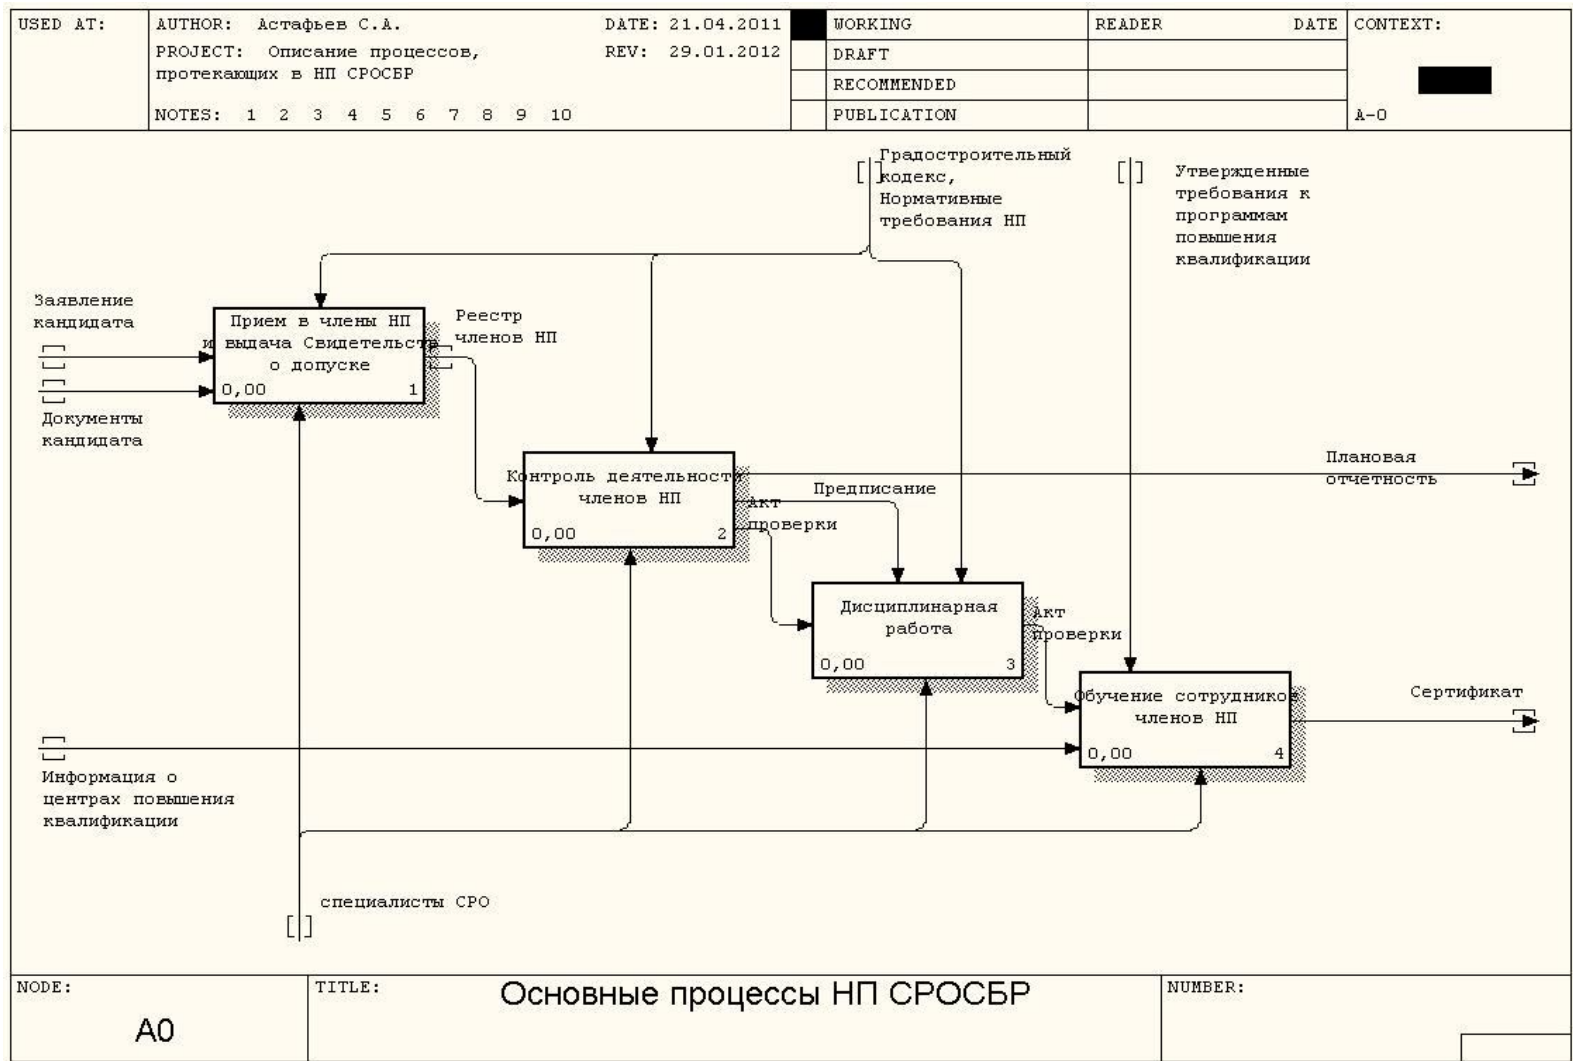 USED AT:
AUTHOR: Астафьев С.А.
DATE: 21.04.2011
PROJECT: Описание процессов,
протекающих в НП СРОСБР
REV: 29.01.2012
NOTES: 1 2 3 4 5 6 7 8 9 10
WORKING
DRAFT
RECOMMENDED
PUBLICATION
READER DATE
CONTEXT:
A-0
Градостроительный
кодекс,
Нормативные
требования НП
Утвержденные
требования к
программам
повышения
квалификации
Заявление
кандидата
Документы
кандидата
Прием в члены НП
и выдача Свидетельств
о допуске
0,00 1
Реестр
членов НП
Контроль деятельности
членов НП
0,00 2
Плановая
отчетность
Предписание
Акт
проверки
Дисциплинарная
работа
0,00 3
Акт
проверки
Обучение сотрудников
членов НП
0,00 4
Сертификат
Информация о
центрах повышения
квалификации
специалисты СРО
NODE:
A0
TITLE:
Основные процессы НП СРОСБР
NUMBER: